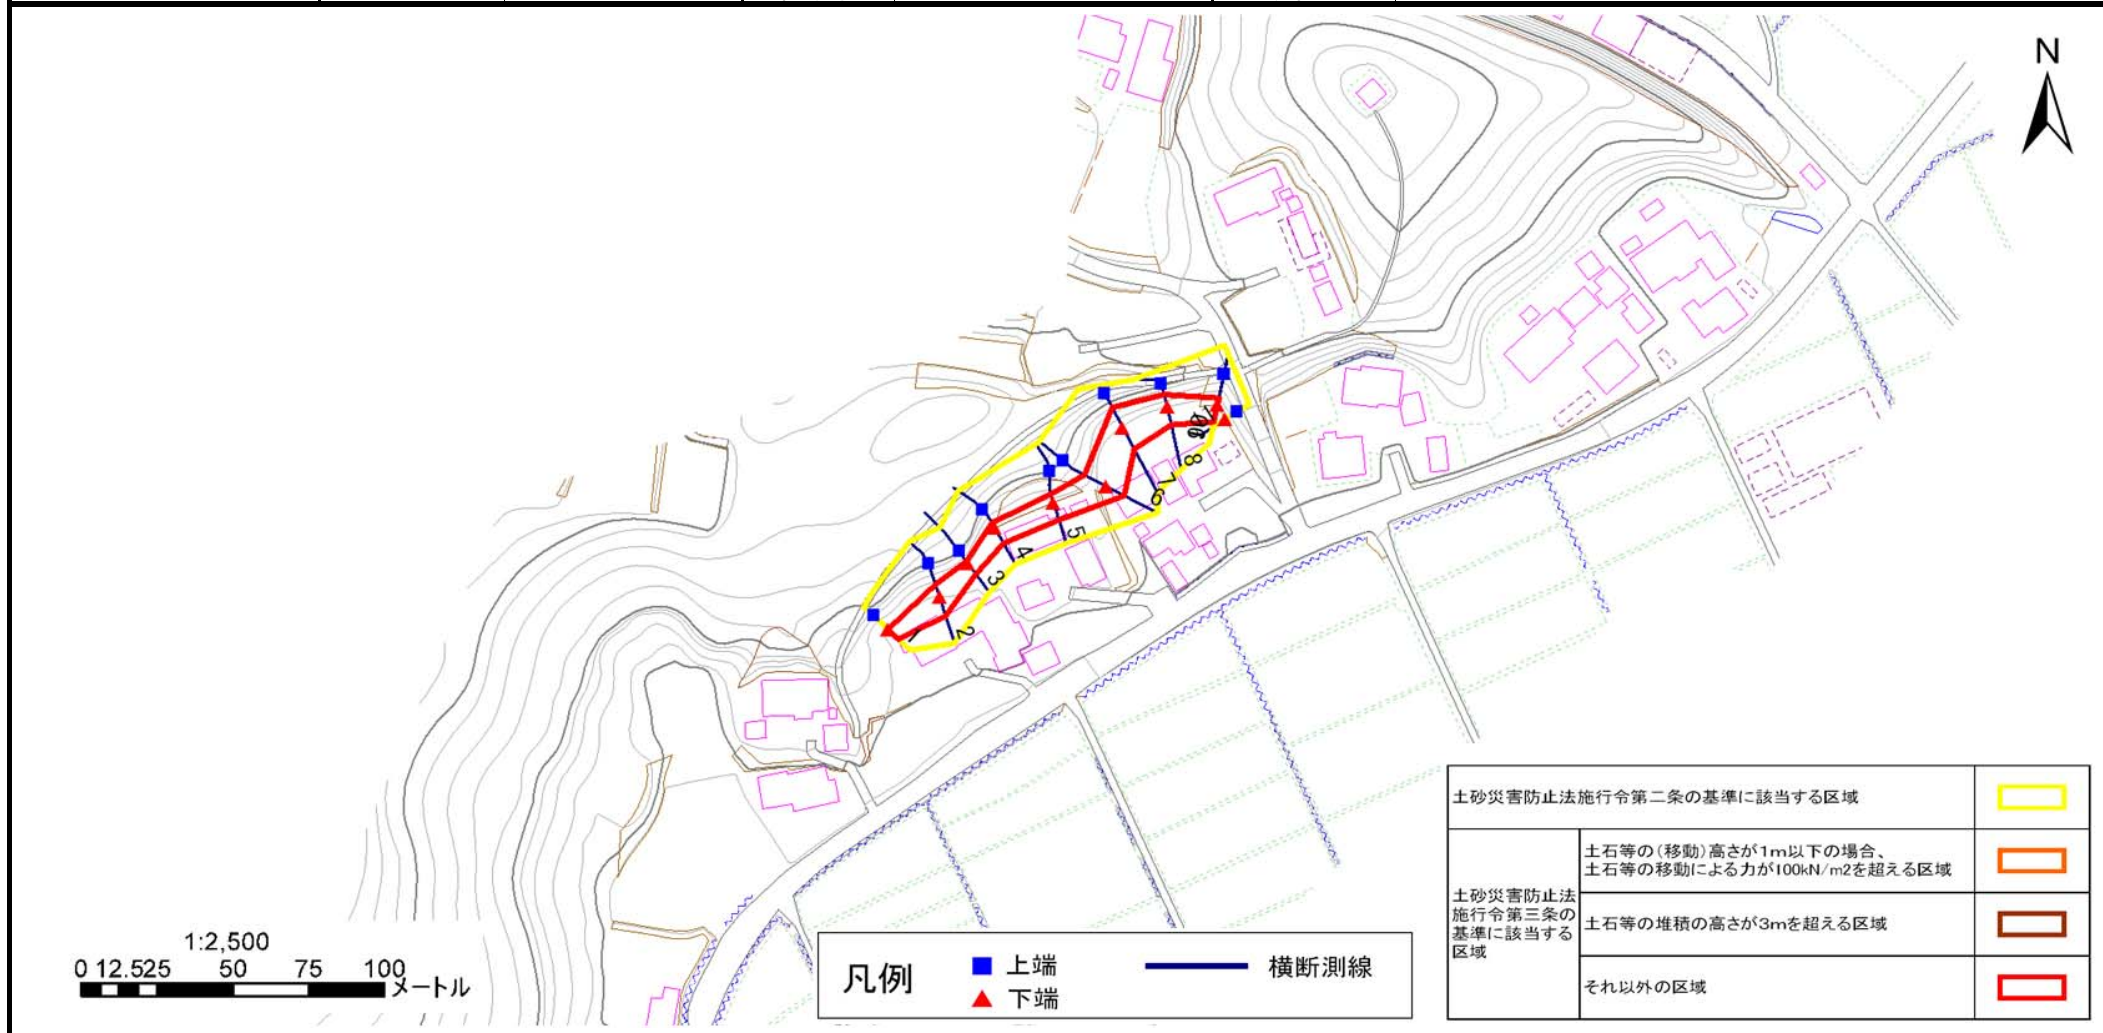 N
8
7
6
5
4
3
2
1
1:2,500
0 12.525 50 75 100
メートル
凡例
上端
下端
横断測線
土砂災害防止法施行令第二条の基準に該当する区域
土砂災害防止法
施行令第三条の
基準に該当する
区域
土石等の(移動)高さが1m以下の場合、
土石等の移動による力が100kN/m2を超える区域
土石等の堆積の高さが3mを超える区域
それ以外の区域